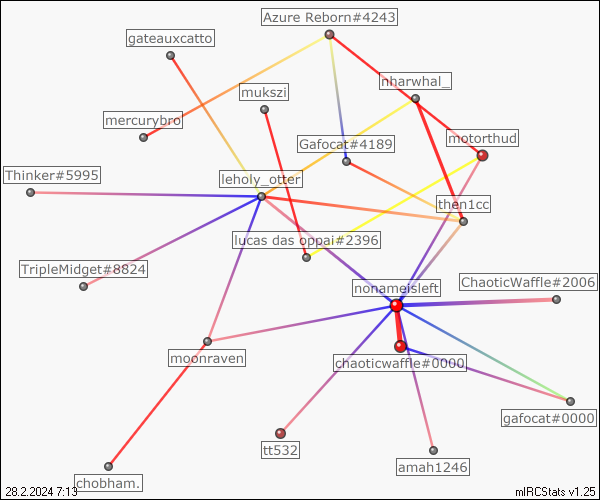 Azure Reborn#4243
gateauxcatto
nharwhal_
mukszi
mercurybro
motorthud
Gafocat#4189
Thinker#5995
leholy_otter
then1cc
lucas das oppai#2396
TripleMidget#8824
ChaoticWaffle#2006
nonameisleft
moonraven
chaoticwaffle#0000
gafocat#0000
tt532
amah1246
chobham.
28.2.2024 7:13
mIRCStats v1.25